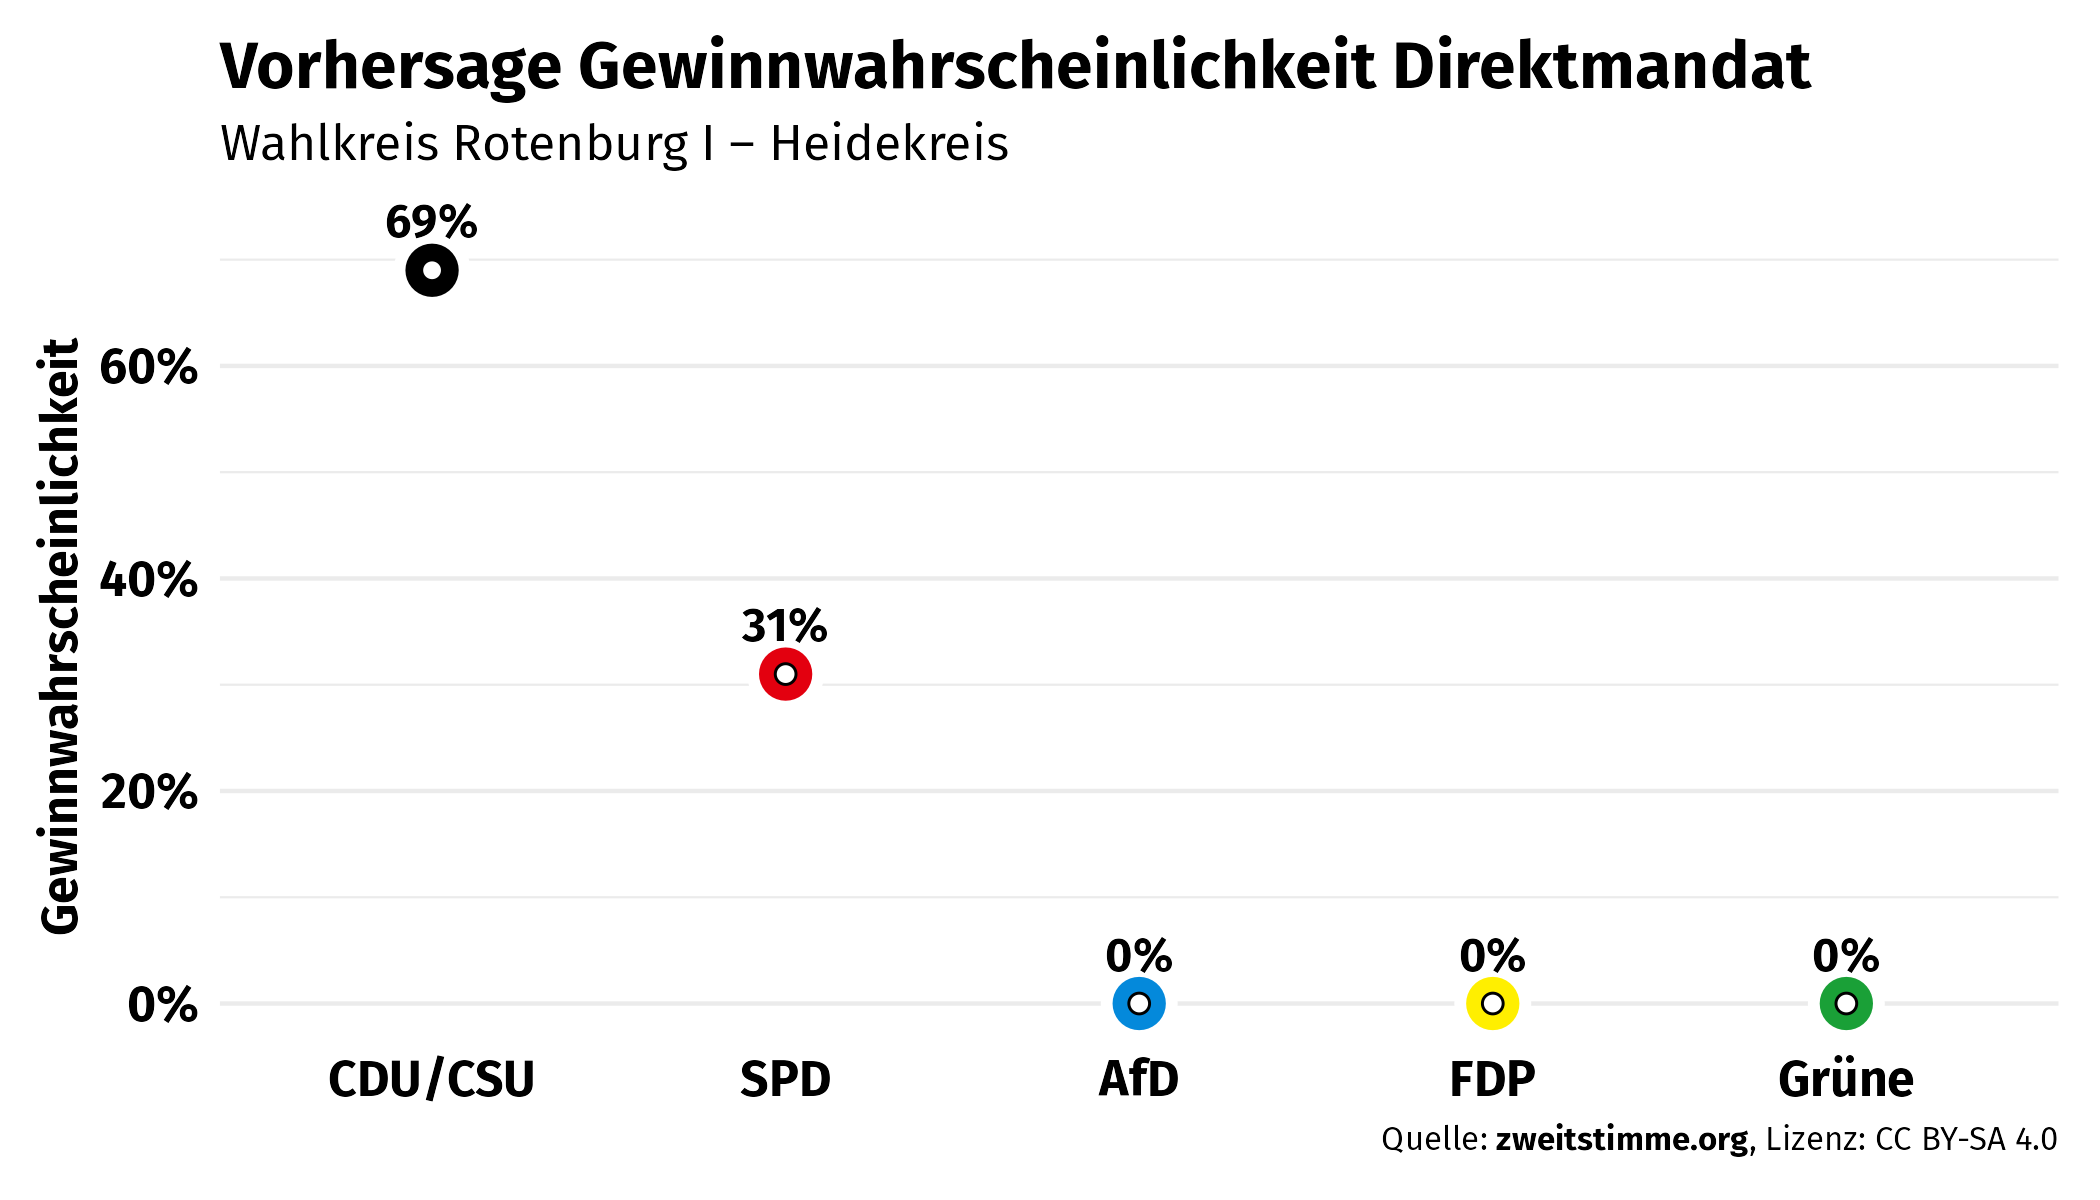 Vorhersage Gewinnwahrscheinlichkeit Direktmandat
Wahlkreis Rotenburg I – Heidekreis
Gewinnwahrscheinlichkeit
69%
60%
40%
31%
20%
0% 0% 0%
0%
CDU/CSU SPD AfD FDP Grüne
Quelle: zweitstimme.org, Lizenz: CC BY-SA 4.0